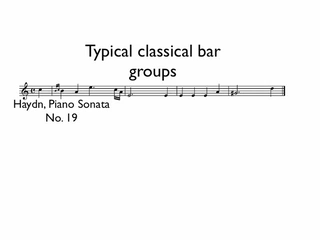 Typical classical bar
groups
Haydn, Piano Sonata
No. 19